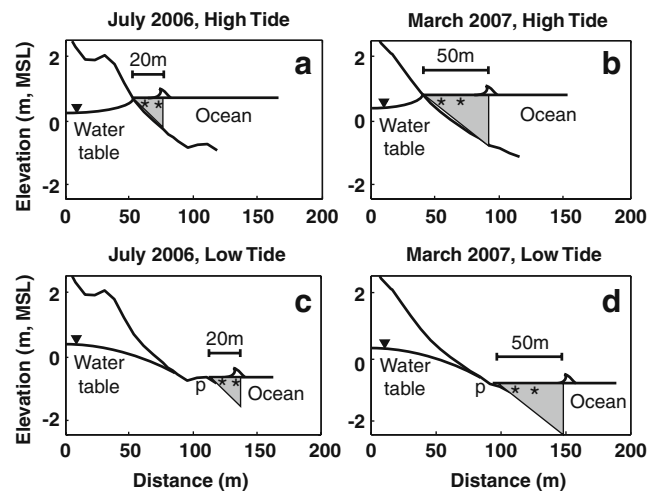 July 2006, High Tide
March 2007, High Tide
Elevation (m, MSL)
2
0
-2
20m
a
* *
Water
table
Ocean
0 50 100 150 200
2
0
-2
50m
b
* *
Water
table
Ocean
0 50 100 150 200
July 2006, Low Tide
March 2007, Low Tide
Elevation (m, MSL)
2
0
-2
20m
c
Water
table
p
* *
Ocean
0 50 100 150 200
Distance (m)
2
0
-2
50m
d
Water
table
p
* *
Ocean
0 50 100 150 200
Distance (m)